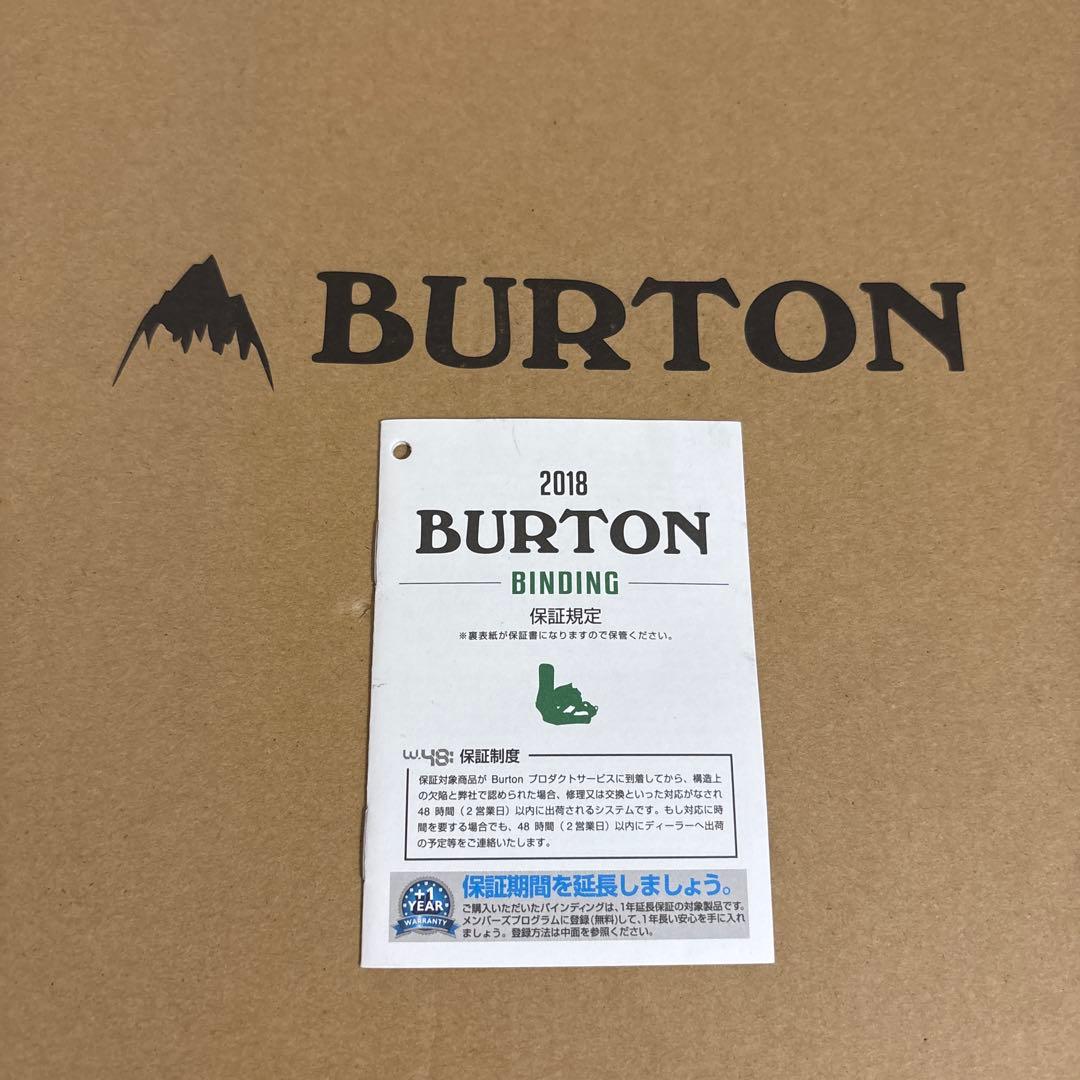 BURTON
2018
BURTON
BINDING
保証規定
※裏表紙が保証書になりますので保管ください。
w.48: 保証制度
保証対象商品が Burton プロダクトサービスに到着してから、構造上
の欠陥と弊社で認められた場合、修理又は交換といった対応がなされ
48 時間（2営業日）以内に出荷されるシステムです。もし対応に時
間を要する場合でも、48 時間（2営業日）以内にディーラーへ出荷
の予定等をご連絡いたします。
+1
YEAR
WARRANTY
保証期間を延長しましょう。
ご購入いただいたバインディングは、1年延長保証の対象製品です。
メンバーズプログラムに登録(無料)して、1年長い安心を手に入れ
ましょう。登録方法は中面を参照ください。